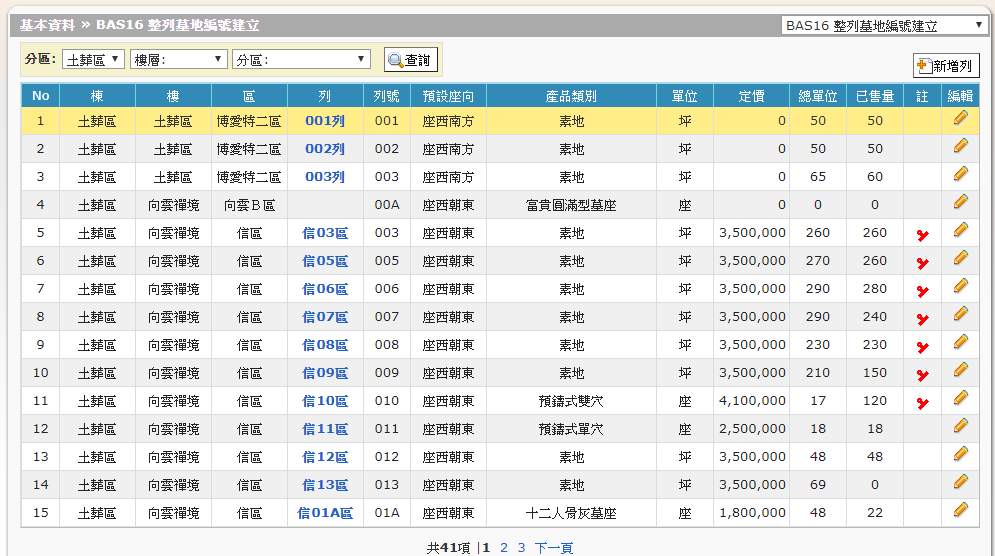 基本資料 » BAS16 整列墓地編號建立
BAS16 整列墓地編號建立
分區: 土葬區 樓層: 分區: 查詢
新增列
No 棟 樓 區 列 列號 預設座向 產品類別 單位 定價 總單位 已售量 註 編輯
1 土葬區 土葬區 博愛特二區 001列 001 座西南方 素地 坪 0 50 50
2 土葬區 土葬區 博愛特二區 002列 002 座西南方 素地 坪 0 50 50
3 土葬區 土葬區 博愛特二區 003列 003 座西南方 素地 坪 0 65 60
4 土葬區 向雲禪境 向雲Ｂ區 00A 座西朝東 富貴圓滿型墓座 座 0 0 0
5 土葬區 向雲禪境 信區 信03區 003 座西朝東 素地 坪 3,500,000 260 260
6 土葬區 向雲禪境 信區 信05區 005 座西朝東 素地 坪 3,500,000 270 260
7 土葬區 向雲禪境 信區 信06區 006 座西朝東 素地 坪 3,500,000 290 280
8 土葬區 向雲禪境 信區 信07區 007 座西朝東 素地 坪 3,500,000 290 240
9 土葬區 向雲禪境 信區 信08區 008 座西朝東 素地 坪 3,500,000 230 230
10 土葬區 向雲禪境 信區 信09區 009 座西朝東 素地 坪 3,500,000 210 150
11 土葬區 向雲禪境 信區 信10區 010 座西朝東 預鑄式雙穴 座 4,100,000 17 120
12 土葬區 向雲禪境 信區 信11區 011 座西朝東 預鑄式單穴 座 2,500,000 18 18
13 土葬區 向雲禪境 信區 信12區 012 座西朝東 素地 坪 3,500,000 48 48
14 土葬區 向雲禪境 信區 信13區 013 座西朝東 素地 坪 3,500,000 69 0
15 土葬區 向雲禪境 信區 信01A區 01A 座西朝東 十二人骨灰墓座 座 1,800,000 48 22
共41項 |1 2 3 下一頁